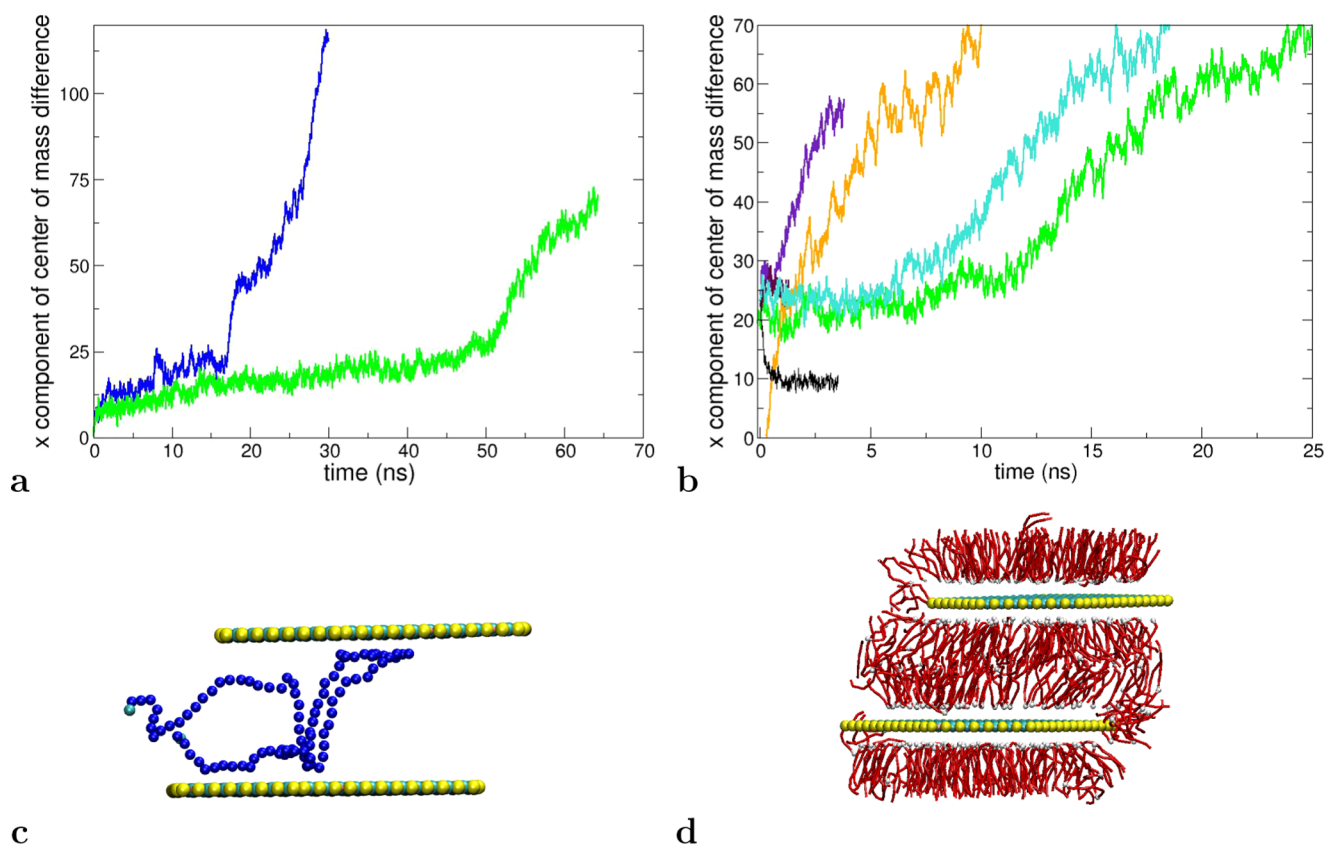 x component of center of mass difference
100
75
50
25
0
0 10 20 30 40 50 60 70
time (ns)
a
x component of center of mass difference
70
60
50
40
30
20
10
0
0 5 10 15 20 25
time (ns)
b
c
d